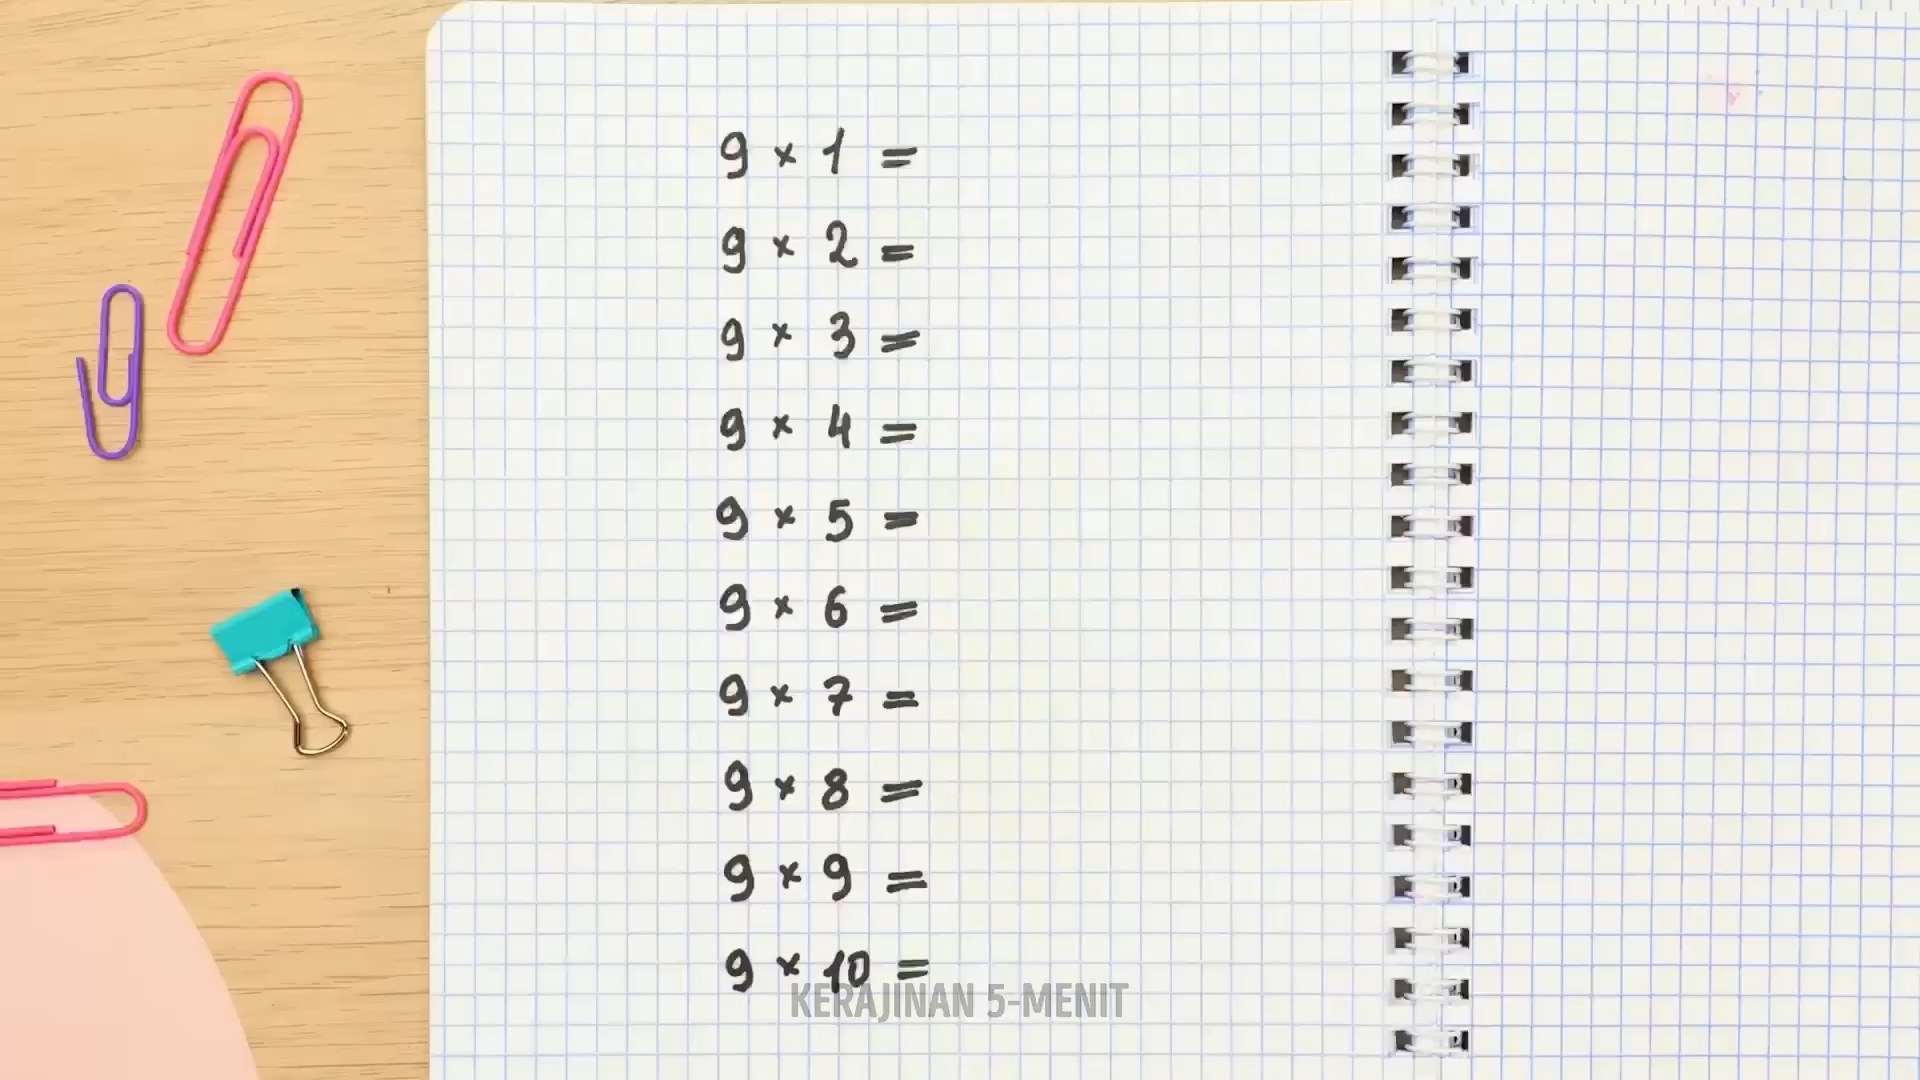 9 × 1 =
9 × 2 =
9 × 3 =
9 × 4 =
9 × 5 =
9 × 6 =
9 × 7 =
9 × 8 =
9 × 9 =
9 × 10 =
KERAJINAN 5-MENIT